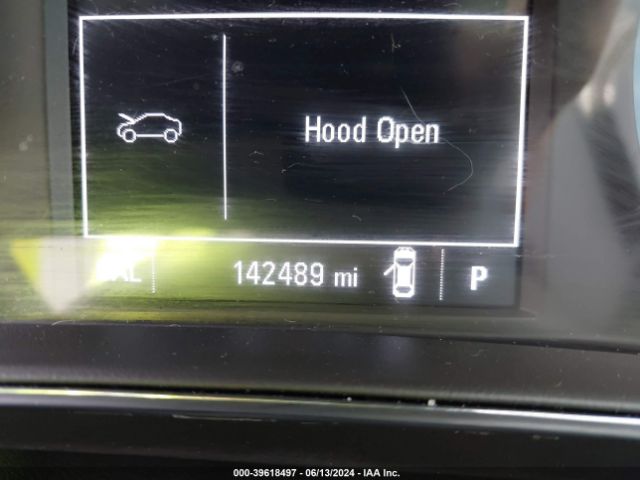 Hood Open
142489 mi
P
000-39618497 - 06/13/2024 - IAA Inc.